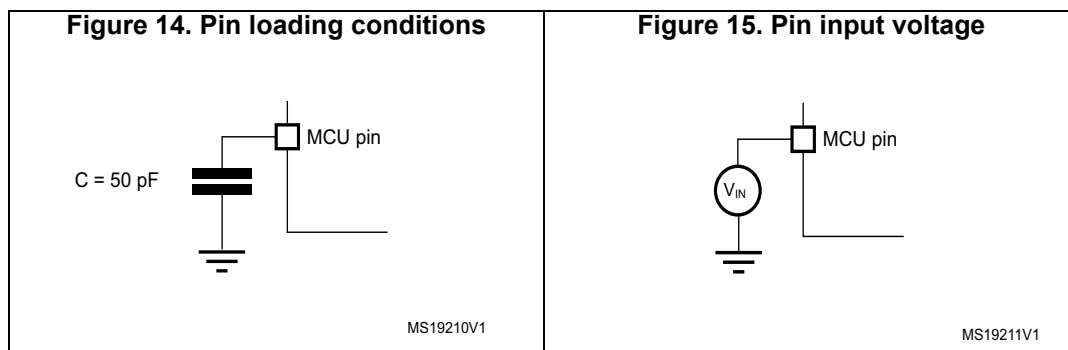 Figure 14. Pin loading conditions
Figure 15. Pin input voltage
MCU pin
C = 50 pF
MS19210V1
MCU pin
VIN
MS19211V1